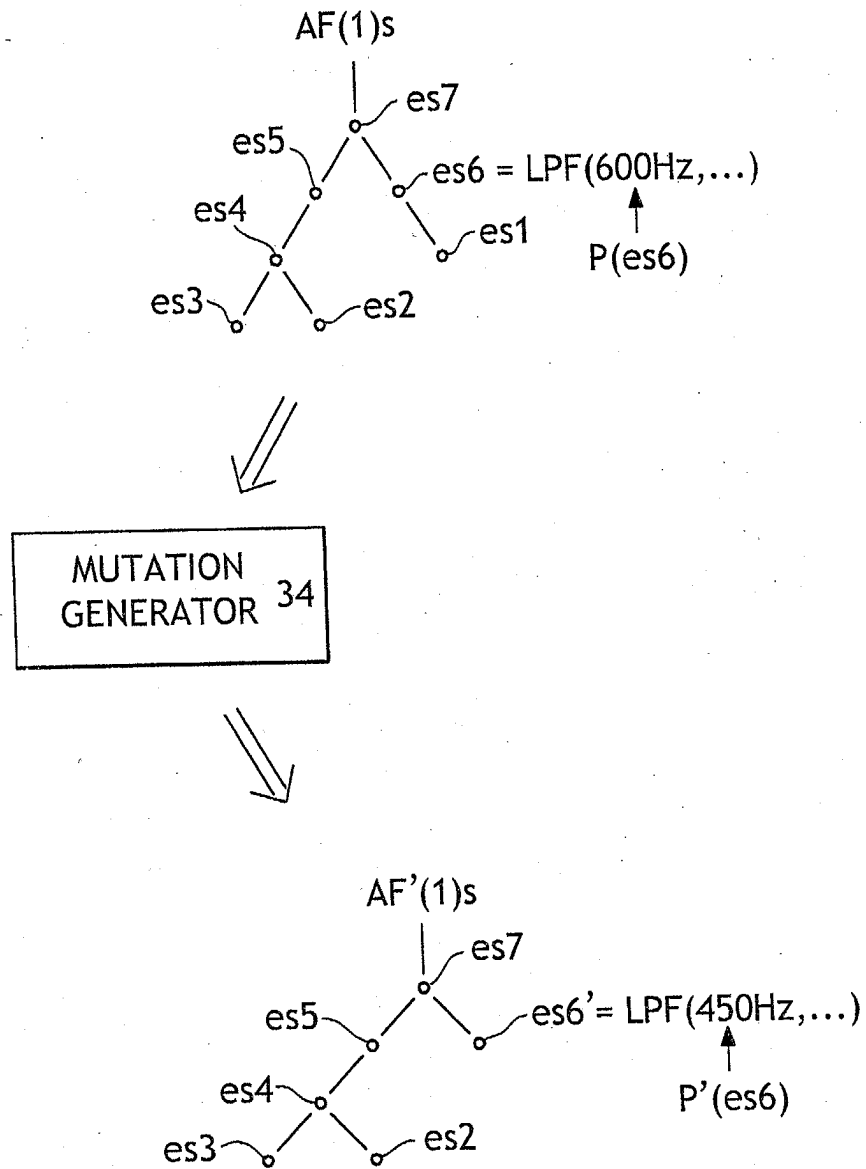 AF(1)s
es7
es5
es6 = LPF(600Hz,...)
es4
es1
P(es6)
es3
es2
MUTATION
GENERATOR 34
AF'(1)s
es7
es5
es6'= LPF(450Hz,...)
es4
P'(es6)
es3
es2